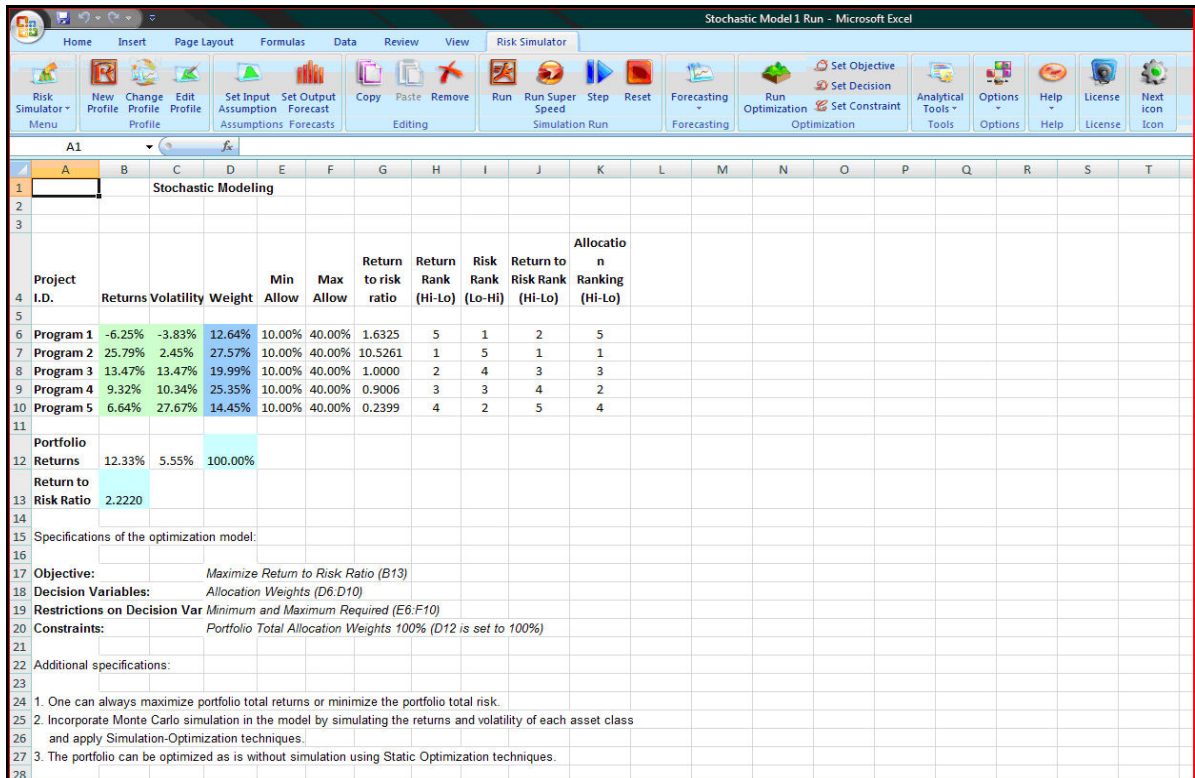 Stochastic Model 1 Run - Microsoft Excel
Home Insert Page Layout Formulas Data Review View Risk Simulator
Risk Simulator New Profile Change Profile Edit Profile Set Input Assumption Set Output Forecast Copy Paste Remove Run Run Super Speed Step Reset Forecasting Run Optimization Set Objective Set Decision Set Constraint Analytical Tools Options Help License Next icon
Menu Profile Assumptions Forecasts Editing Simulation Run Forecasting Optimization Tools Options Help License Icon
A1 fx
A B C D E F G H I J K L M N O P Q R S T
1 Stochastic Modeling
2
3
4 Project I.D. Returns Volatility Weight Min Allow Max Allow Return to risk ratio Return Rank (Hi-Lo) Risk Rank (Lo-Hi) Return to Risk Rank (Hi-Lo) Allocatio n Ranking (Hi-Lo)
5
6 Program 1 -6.25% -3.83% 12.64% 10.00% 40.00% 1.6325 5 1 2 5
7 Program 2 25.79% 2.45% 27.57% 10.00% 40.00% 10.5261 1 5 1 1
8 Program 3 13.47% 13.47% 19.99% 10.00% 40.00% 1.0000 2 4 3 3
9 Program 4 9.32% 10.34% 25.35% 10.00% 40.00% 0.9006 3 3 4 2
10 Program 5 6.64% 27.67% 14.45% 10.00% 40.00% 0.2399 4 2 5 4
11
12 Portfolio Returns 12.33% 5.55% 100.00%
13 Return to Risk Ratio 2.2220
14
15 Specifications of the optimization model:
16
17 Objective: Maximize Return to Risk Ratio (B13)
18 Decision Variables: Allocation Weights (D6:D10)
19 Restrictions on Decision Var Minimum and Maximum Required (E6:F10)
20 Constraints: Portfolio Total Allocation Weights 100% (D12 is set to 100%)
21
22 Additional specifications:
23
24 1. One can always maximize portfolio total returns or minimize the portfolio total risk.
25 2. Incorporate Monte Carlo simulation in the model by simulating the returns and volatility of each asset class
26 and apply Simulation-Optimization techniques.
27 3. The portfolio can be optimized as is without simulation using Static Optimization techniques.
28